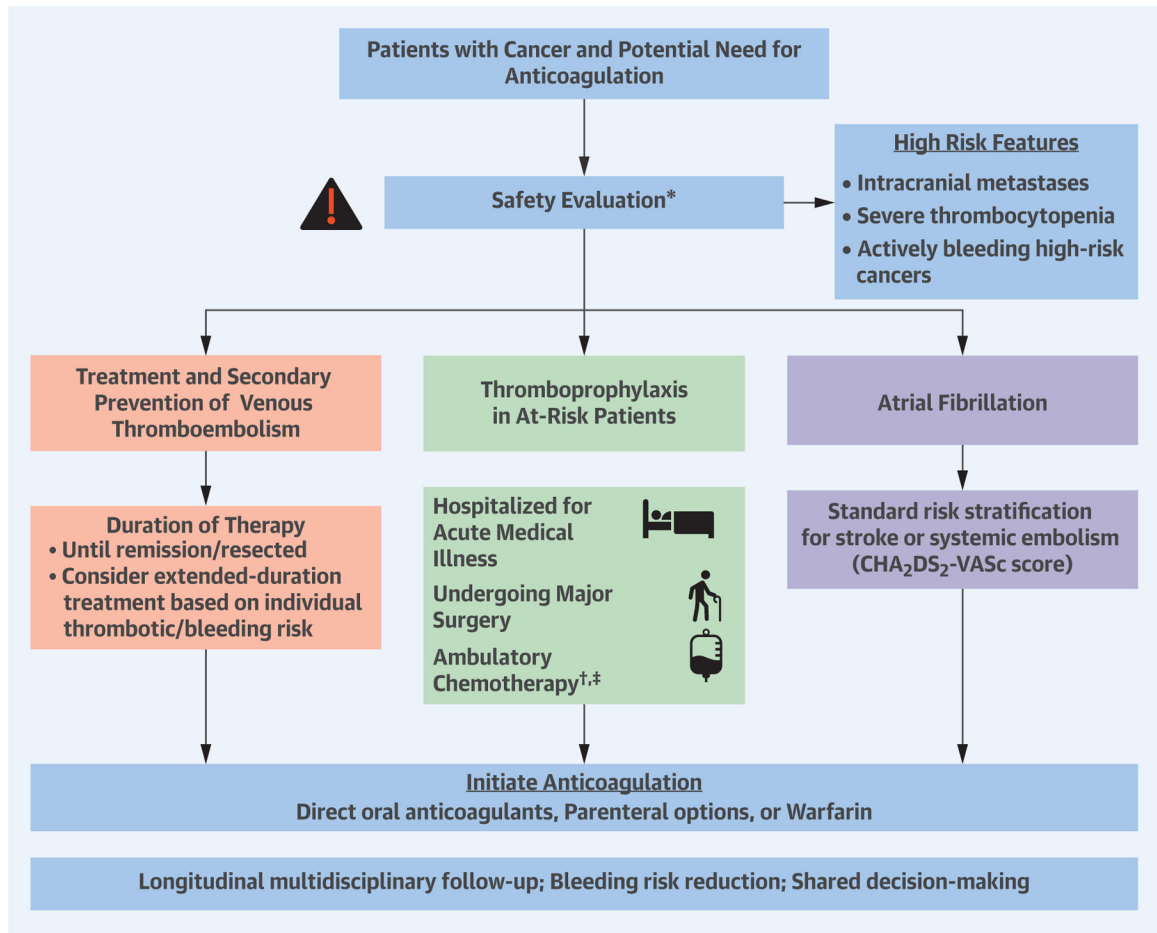 Patients with Cancer and Potential Need for
Anticoagulation
Safety Evaluation*
High Risk Features
• Intracranial metastases
• Severe thrombocytopenia
• Actively bleeding high-risk
cancers
Treatment and Secondary
Prevention of Venous
Thromboembolism
Duration of Therapy
• Until remission/resected
• Consider extended-duration
treatment based on individual
thrombotic/bleeding risk
Thromboprophylaxis
in At-Risk Patients
Hospitalized for
Acute Medical
Illness
Undergoing Major
Surgery
Ambulatory
Chemotherapy†,‡
Atrial Fibrillation
Standard risk stratification
for stroke or systemic embolism
(CHA₂DS₂-VASc score)
Initiate Anticoagulation
Direct oral anticoagulants, Parenteral options, or Warfarin
Longitudinal multidisciplinary follow-up; Bleeding risk reduction; Shared decision-making